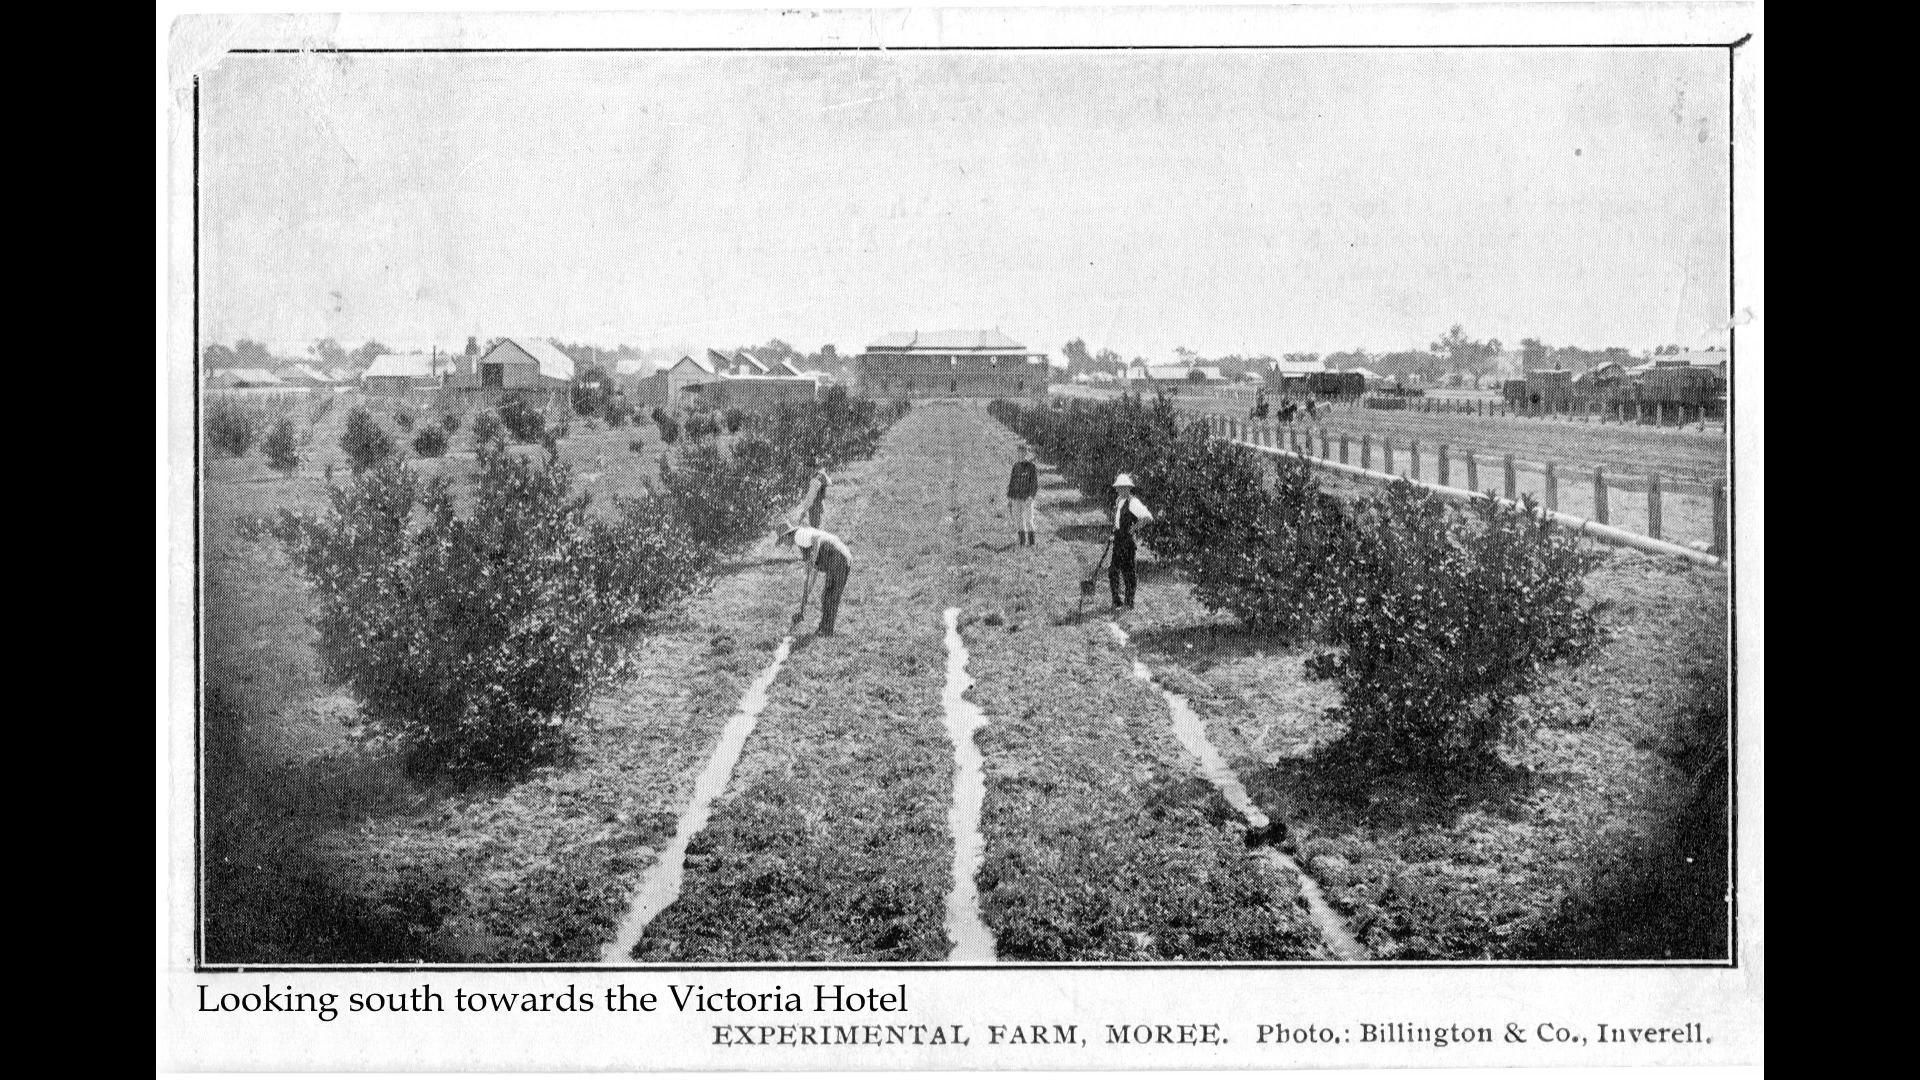 Looking south towards the Victoria Hotel
EXPERIMENTAL FARM, MOREE. Photo.: Billington & Co., Inverell.